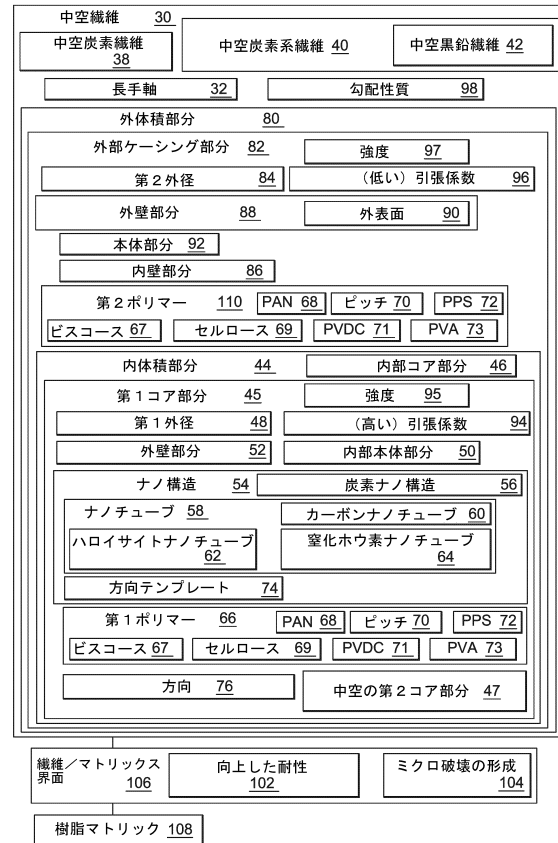 中空繊維 30
中空炭素繊維 38
中空炭素系繊維 40
中空黒鉛繊維 42
長手軸 32
勾配性質 98
外体積部分 80
外部ケーシング部分 82
強度 97
第2外径 84
（低い）引張係数 96
外壁部分 88
外表面 90
本体部分 92
内壁部分 86
第2ポリマー 110
PAN 68
ピッチ 70
PPS 72
ビスコース 67
セルロース 69
PVDC 71
PVA 73
内体積部分 44
内部コア部分 46
第1コア部分 45
強度 95
第1外径 48
（高い）引張係数 94
外壁部分 52
内部本体部分 50
ナノ構造 54
炭素ナノ構造 56
ナノチューブ 58
カーボンナノチューブ 60
ハロイサイトナノチューブ
62
窒化ホウ素ナノチューブ
64
方向テンプレート 74
第1ポリマー 66
PAN 68
ピッチ 70
PPS 72
ビスコース 67
セルロース 69
PVDC 71
PVA 73
方向 76
中空の第2コア部分 47
繊維／マトリックス
界面 106
向上した耐性
102
ミクロ破壊の形成
104
樹脂マトリック 108